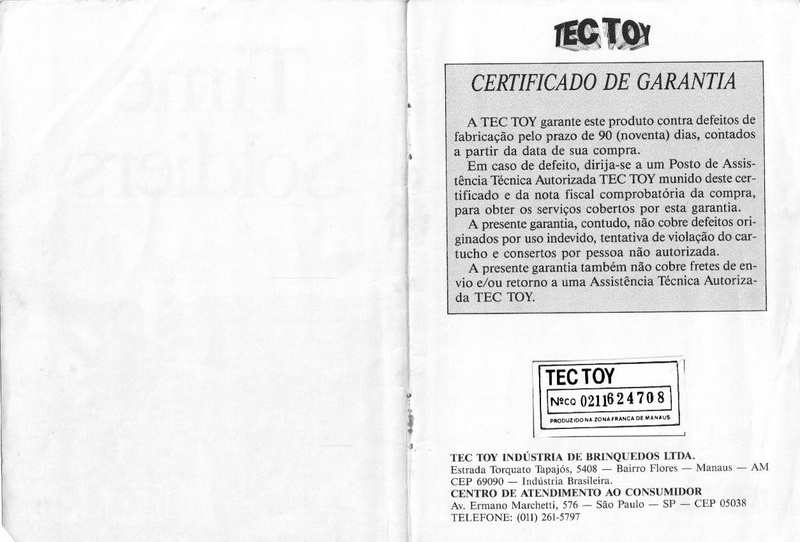 TEC TOY
CERTIFICADO DE GARANTIA
A TEC TOY garante este produto contra defeitos de
fabricação pelo prazo de 90 (noventa) dias, contados
a partir da data de sua compra.
Em caso de defeito, dirija-se a um Posto de Assis-
tência Técnica Autorizada TEC TOY munido deste cer-
tificado e da nota fiscal comprobatória da compra,
para obter os serviços cobertos por esta garantia.
A presente garantia, contudo, não cobre defeitos ori-
ginados por uso indevido, tentativa de violação do car-
tucho e consertos por pessoa não autorizada.
A presente garantia também não cobre fretes de en-
vio e/ou retorno a uma Assistência Técnica Autoriza-
da TEC TOY.
TEC TOY
Nº CQ 0211624708
PRODUZIDO NA ZONA FRANCA DE MANAUS
TEC TOY INDÚSTRIA DE BRINQUEDOS LTDA.
Estrada Torquato Tapajós, 5408 — Bairro Flores — Manaus — AM
CEP 69090 — Indústria Brasileira.
CENTRO DE ATENDIMENTO AO CONSUMIDOR
Av. Ermano Marchetti, 576 — São Paulo — SP — CEP 05038
TELEFONE: (011) 261-5797